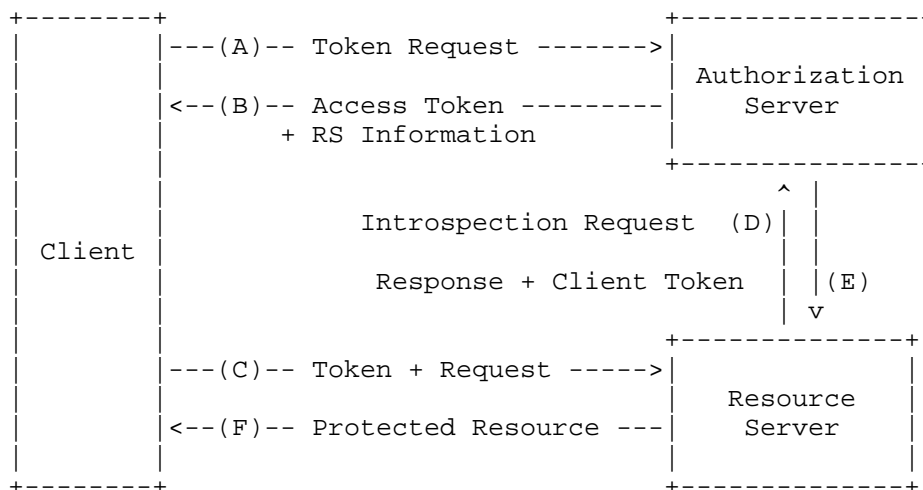 +--------+                               +---------------
|        |---(A)-- Token Request ------->|
|        |                               | Authorization
|        |<--(B)-- Access Token ---------|    Server
|        |       + RS Information        |
|        |                               +---------------
|        |                                      ^ |
|        |            Introspection Request  (D)| |
| Client |                                      | |
|        |             Response + Client Token  | |(E)
|        |                                      | v
|        |                               +--------------+
|        |---(C)-- Token + Request ----->|              |
|        |                               |   Resource   |
|        |<--(F)-- Protected Resource ---|    Server    |
|        |                               |              |
+--------+                               +--------------+